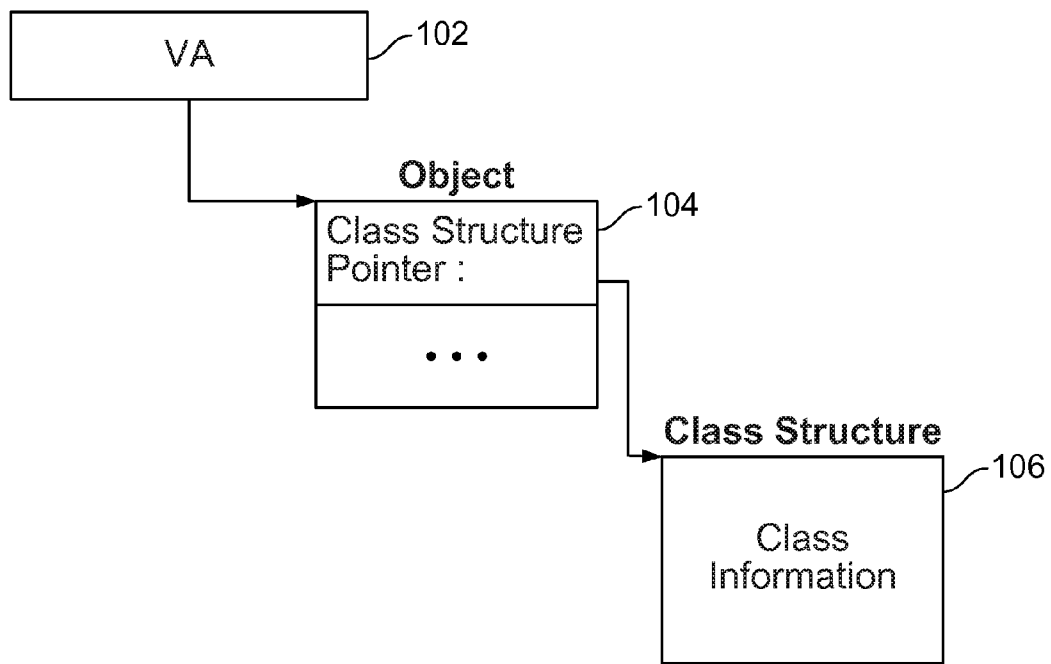 VA
102
Object
104
Class Structure
Pointer :
• • •
Class Structure
106
Class
Information